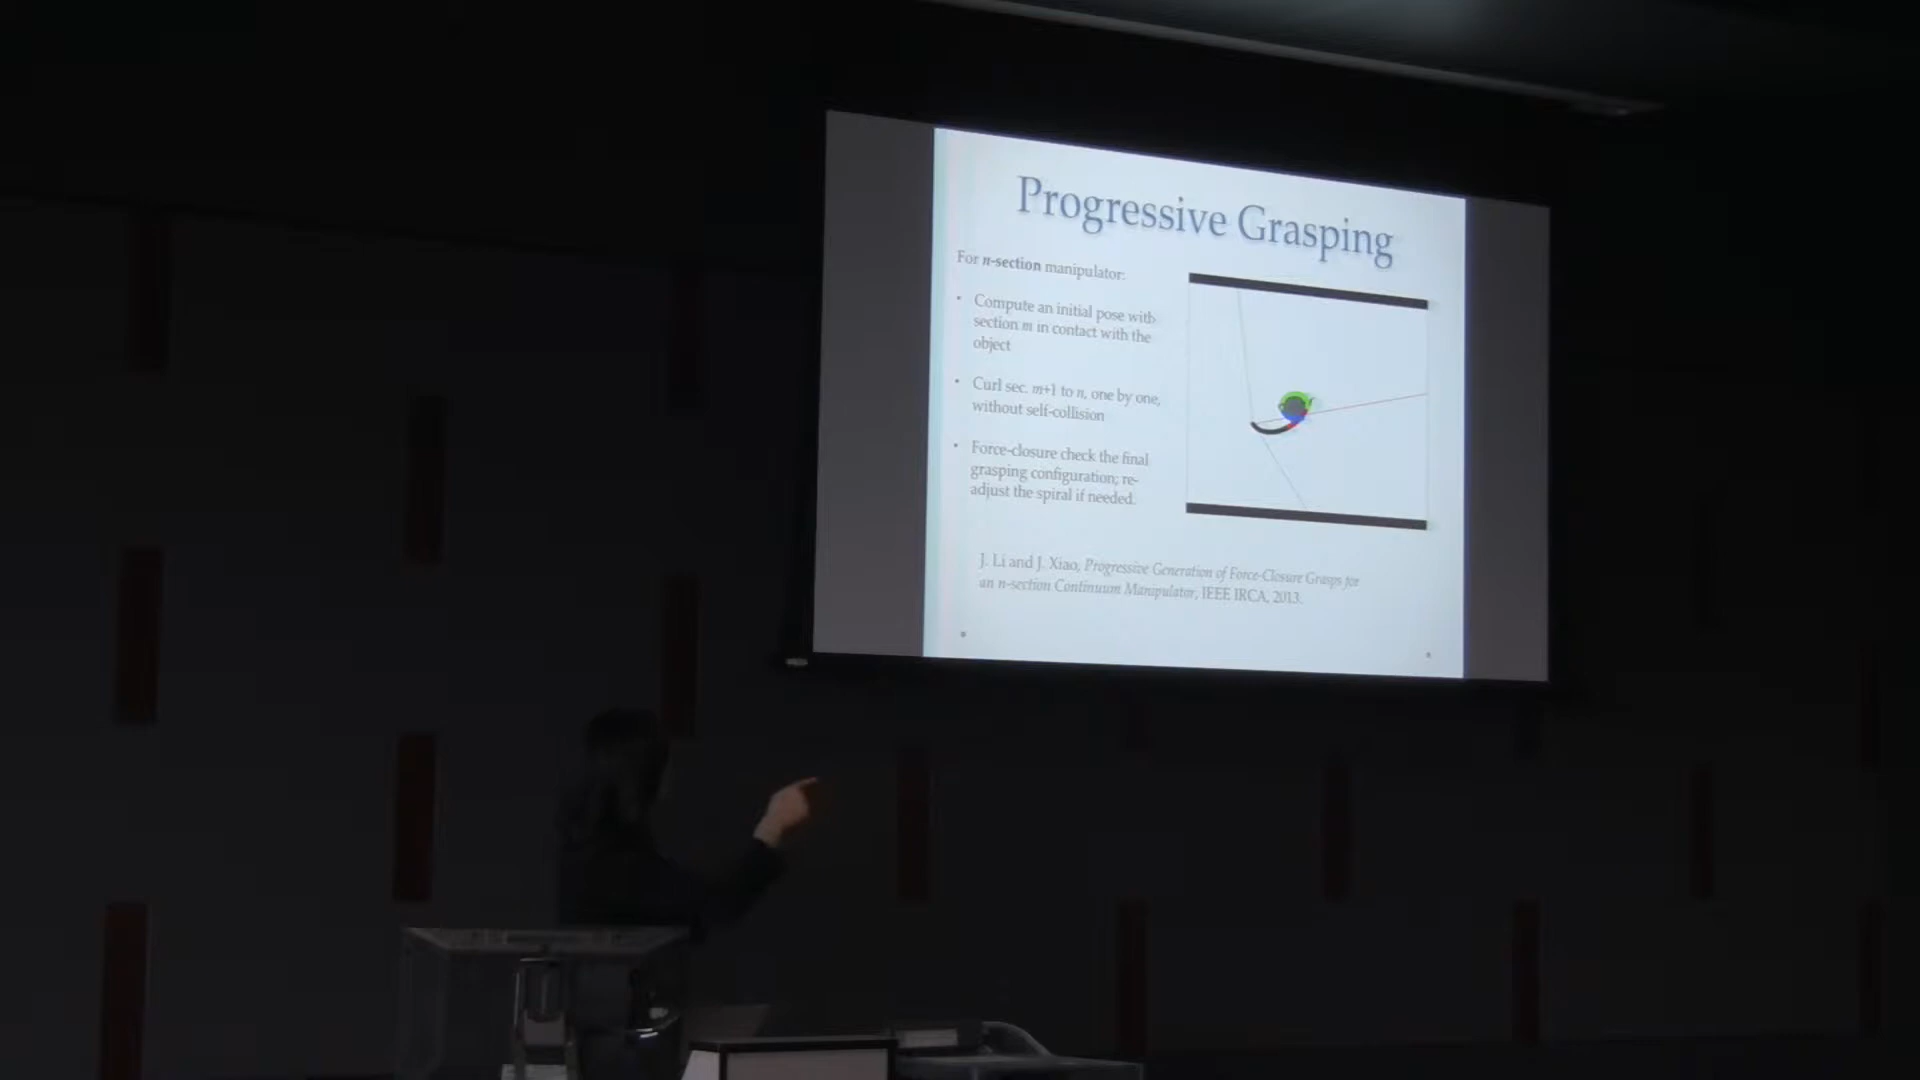 Progressive Grasping
For n-section manipulator:
• Compute an initial pose with
section m in contact with the
object
• Curl sec. m+1 to n, one by one,
without self-collision
• Force-closure check the final
grasping configuration; re-
adjust the spiral if needed.
J. Li and J. Xiao, Progressive Generation of Force-Closure Grasps for
an n-section Continuum Manipulator, IEEE IRCA, 2013.